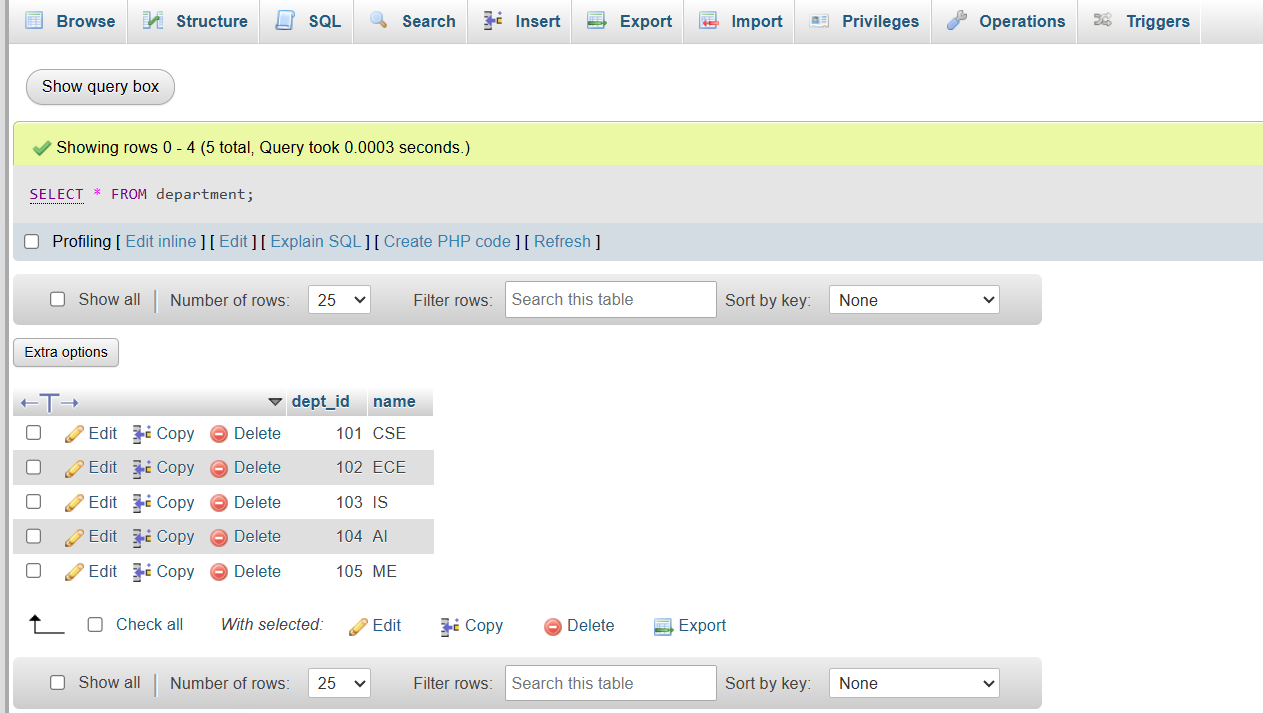 Browse Structure SQL Search Insert Export Import Privileges Operations Triggers
Show query box
Showing rows 0 - 4 (5 total, Query took 0.0003 seconds.)
SELECT * FROM department;
Profiling [ Edit inline ] [ Edit ] [ Explain SQL ] [ Create PHP code ] [ Refresh ]
Show all Number of rows: 25 Filter rows: Search this table Sort by key: None
Extra options
dept_id name
Edit Copy Delete 101 CSE
Edit Copy Delete 102 ECE
Edit Copy Delete 103 IS
Edit Copy Delete 104 AI
Edit Copy Delete 105 ME
Check all With selected: Edit Copy Delete Export
Show all Number of rows: 25 Filter rows: Search this table Sort by key: None